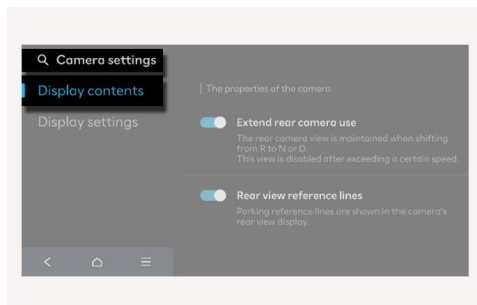 Camera settings
Display contents
Display settings
The properties of the camera
Extend rear camera use
The rear camera view is maintained when shifting
from R to N or D.
This view is disabled after exceeding a certain speed.
Rear view reference lines
Parking reference lines are shown in the camera's
rear view display.